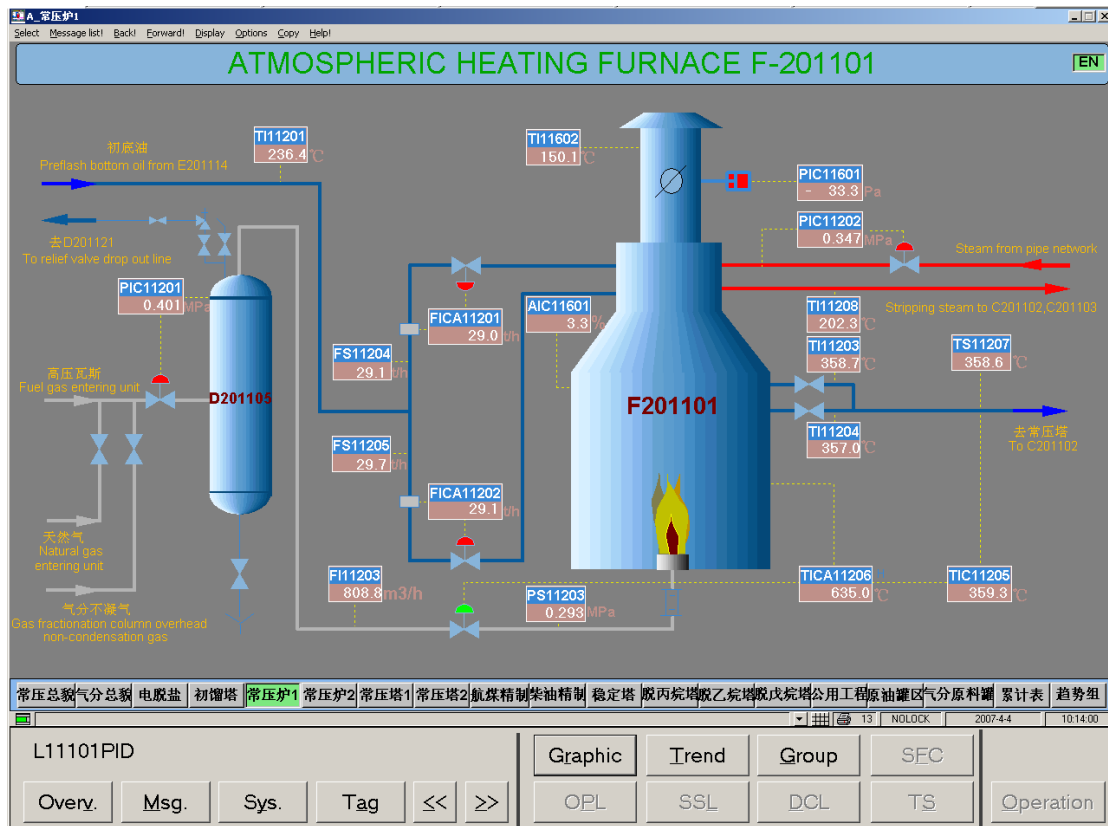 A_常压炉1
Select Message list! Back! Forward! Display Options Copy Help!
ATMOSPHERIC HEATING FURNACE F-201101
EN
初底油
Preflash bottom oil from E201114
TI11201
236.4℃
TI11602
150.1℃
PIC11601
- 33.3 Pa
去D201121
To relief valve drop out line
PIC11202
0.347 MPa
Steam from pipe network
PIC11201
0.401 MPa
FICA11201
29.0 t/h
AIC11601
3.3 %
Stripping steam to C201102,C201103
TI11208
202.3℃
TI11203
358.7℃
TS11207
358.6 ℃
FS11204
29.1 t/h
高压瓦斯
Fuel gas entering unit
D201105
F201101
TI11204
357.0℃
去常压塔
To C201102
FS11205
29.7 t/h
FICA11202
29.1 t/h
天然气
Natural gas
entering unit
FI11203
808.8 m3/h
PS11203
0.293 MPa
TICA11206
635.0℃
TIC11205
359.3℃
气分不凝气
Gas fractionation column overhead
non-condensation gas
常压总貌 气分总貌 电脱盐 初馏塔 常压炉1 常压炉2 常压塔1 常压塔2 航煤精制 柴油精制 稳定塔 脱丙烷塔 脱乙烷塔 脱戊烷塔 公用工程 原油罐区 气分原料罐 累计表 趋势组
13 NOLOCK 2007-4-4 10:14:00
L11101PID
Graphic Trend Group SFC
Overv. Msg. Sys. Tag << >> OPL SSL DCL TS Operation